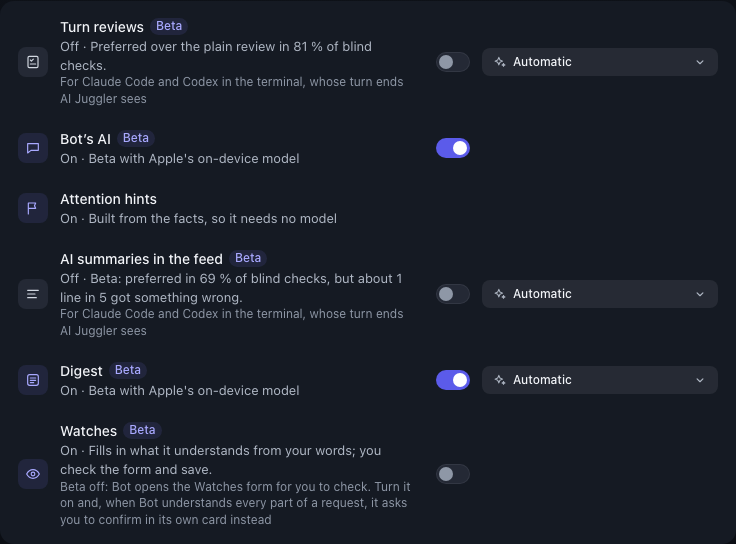 Turn reviews Beta
Off · Preferred over the plain review in 81 % of blind
checks.
For Claude Code and Codex in the terminal, whose turn ends
AI Juggler sees
Automatic
Bot’s AI Beta
On · Beta with Apple's on-device model
Attention hints
On · Built from the facts, so it needs no model
AI summaries in the feed Beta
Off · Beta: preferred in 69 % of blind checks, but about 1
line in 5 got something wrong.
For Claude Code and Codex in the terminal, whose turn ends
AI Juggler sees
Automatic
Digest Beta
On · Beta with Apple's on-device model
Automatic
Watches Beta
On · Fills in what it understands from your words; you
check the form and save.
Beta off: Bot opens the Watches form for you to check. Turn it
on and, when Bot understands every part of a request, it asks
you to confirm in its own card instead